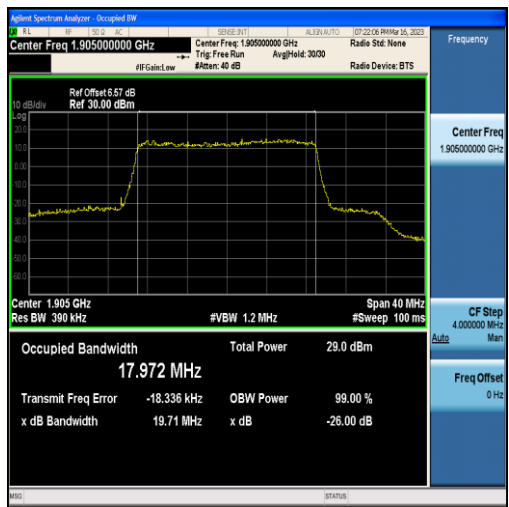 Agilent Spectrum Analyzer - Occupied BW
RL RF 50 Ω AC SENSE:INT ALIGN AUTO 07:22:06 PM Mar 16, 2023
Center Freq 1.905000000 GHz Center Freq: 1.905000000 GHz Radio Std: None
Trig: Free Run Avg|Hold: 30/30
#IFGain:Low #Atten: 40 dB Radio Device: BTS
Frequency
Ref Offset 6.57 dB
10 dB/div Ref 30.00 dBm
Log
20.0
10.0
0.00
-10.0
-20.0
-30.0
-40.0
-50.0
-60.0
Center Freq
1.905000000 GHz
Center 1.905 GHz Span 40 MHz
Res BW 390 kHz #VBW 1.2 MHz #Sweep 100 ms
CF Step
4.000000 MHz
Auto Man
Occupied Bandwidth Total Power 29.0 dBm
17.972 MHz
Transmit Freq Error -18.336 kHz OBW Power 99.00 %
x dB Bandwidth 19.71 MHz x dB -26.00 dB
Freq Offset
0 Hz
MSG STATUS